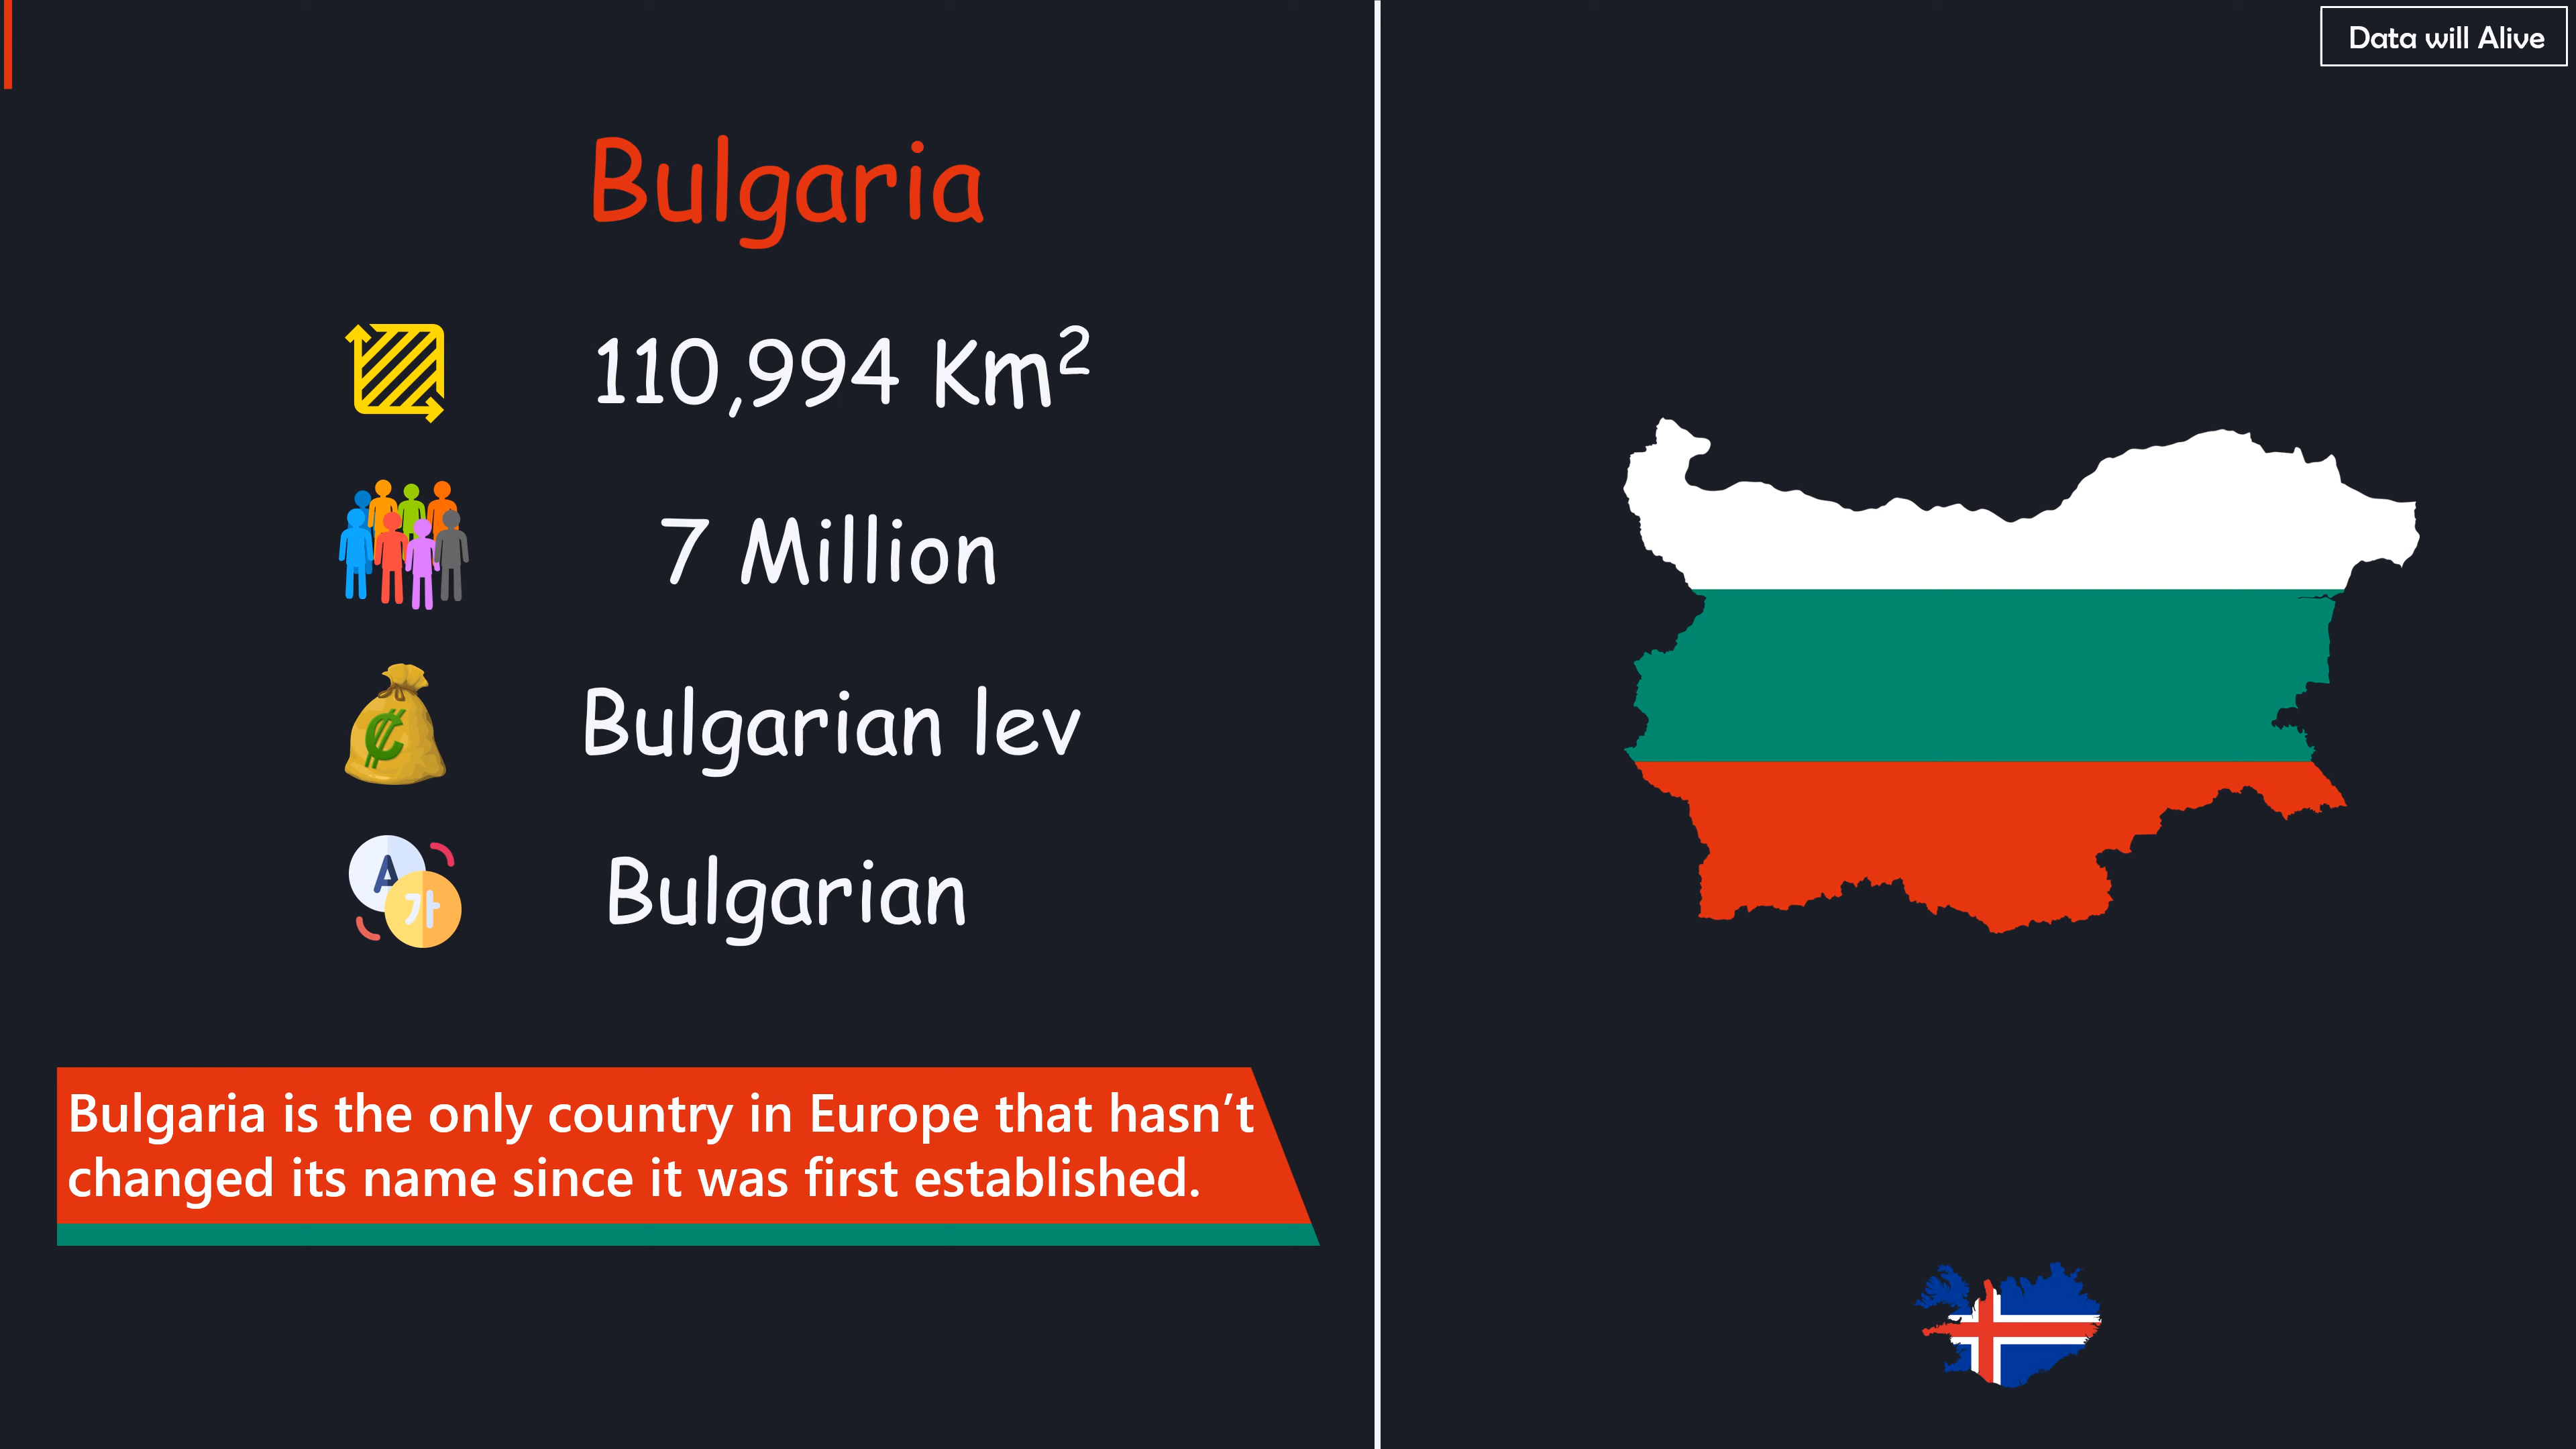 Data will Alive
Bulgaria
110,994 Km²
7 Million
₵
Bulgarian lev
A
가
Bulgarian
Bulgaria is the only country in Europe that hasn’t
changed its name since it was first established.